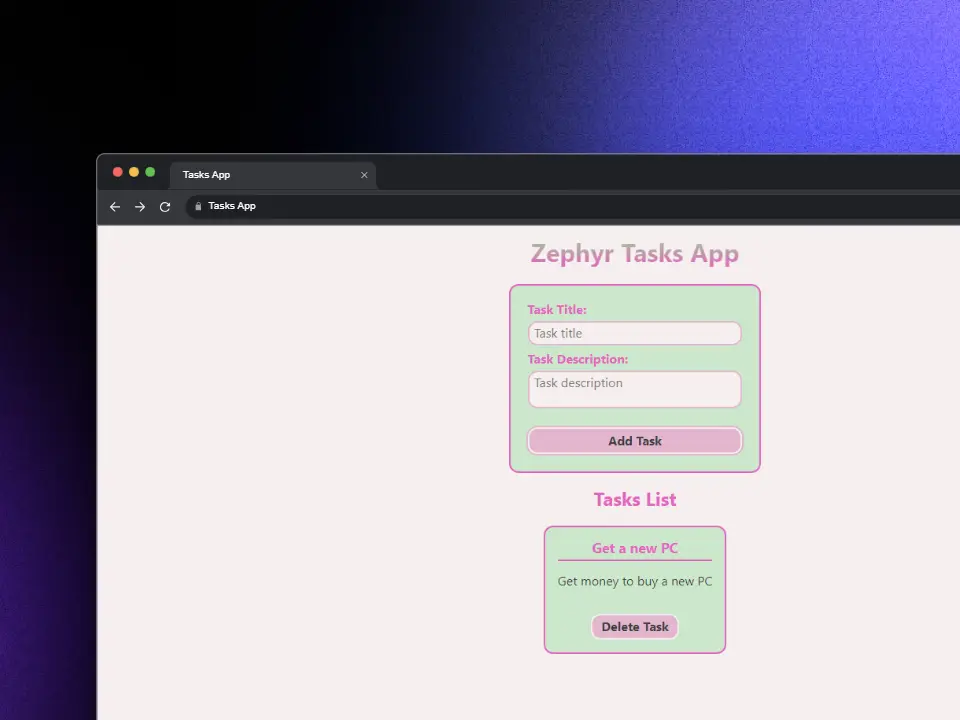 Tasks App
Tasks App
Zephyr Tasks App
Task Title:
Task title
Task Description:
Task description
Add Task
Tasks List
Get a new PC
Get money to buy a new PC
Delete Task